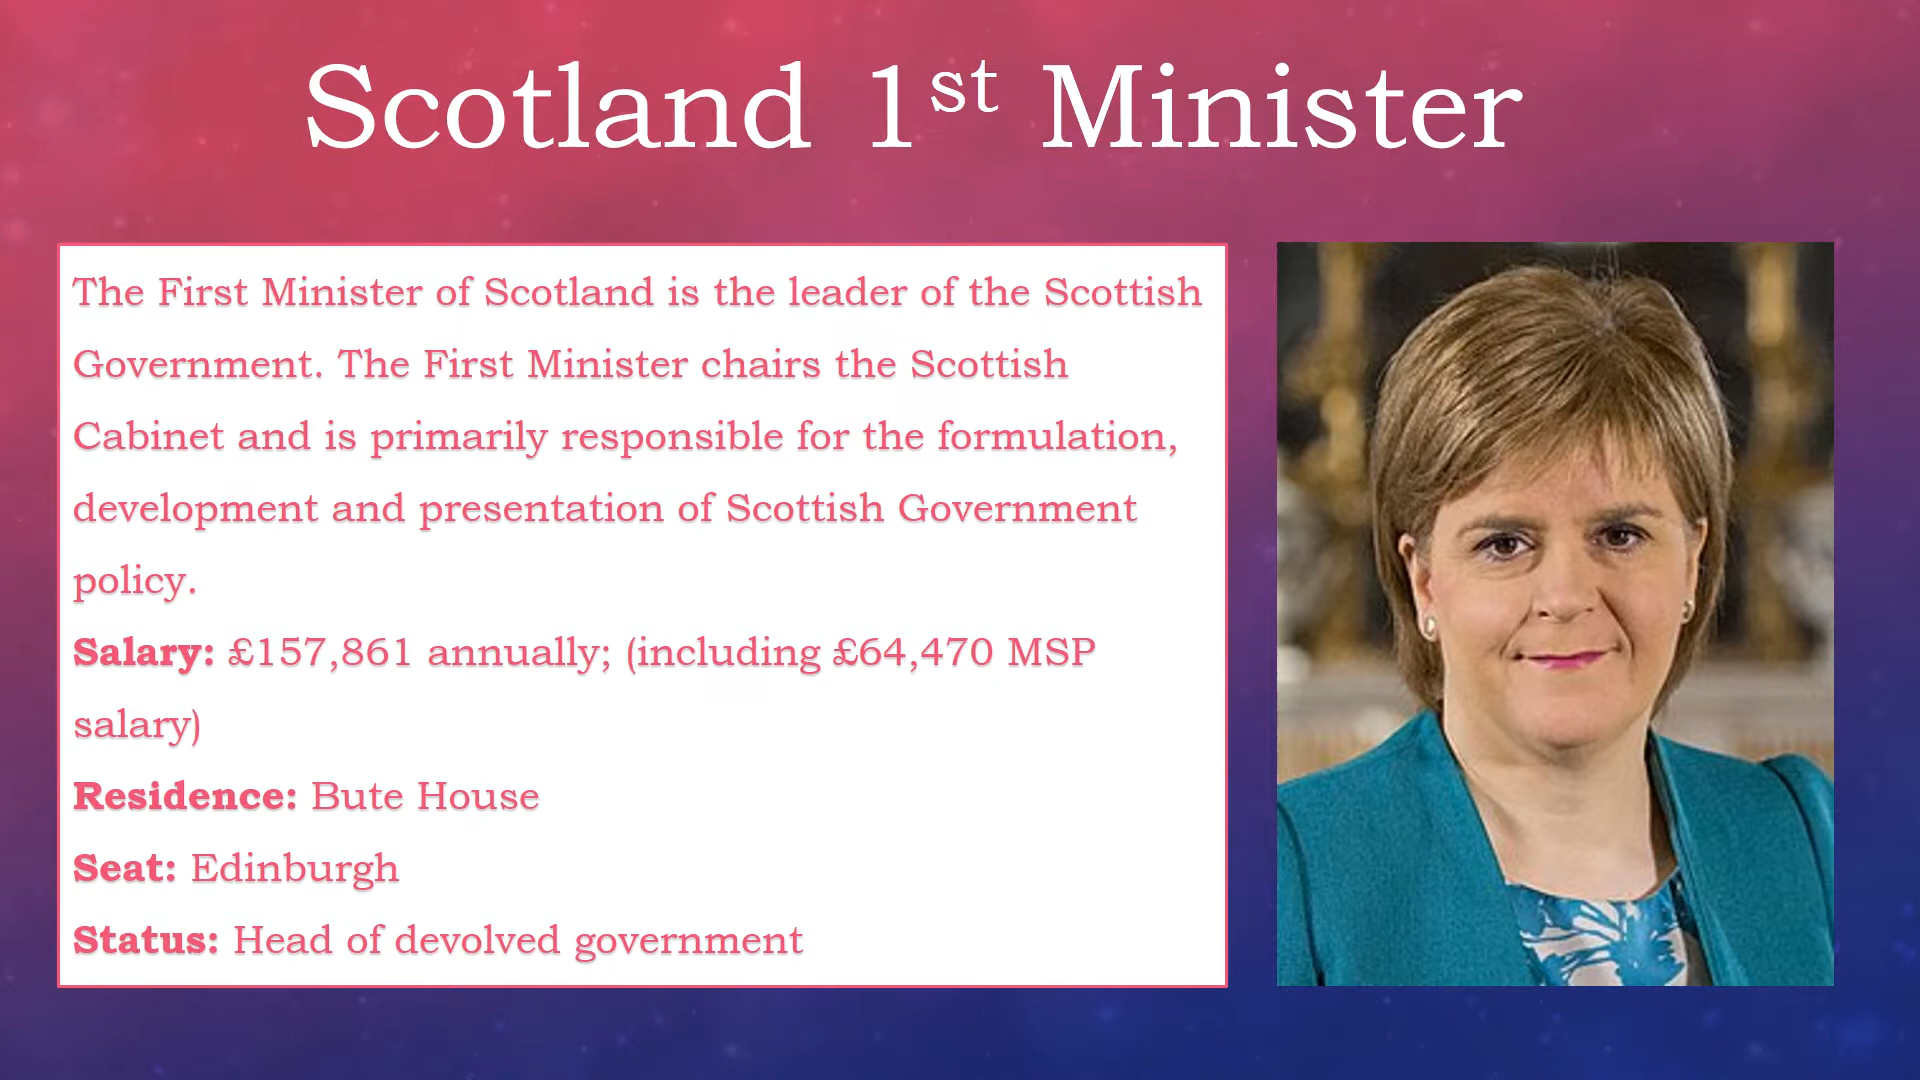 Scotland 1st Minister
The First Minister of Scotland is the leader of the Scottish
Government. The First Minister chairs the Scottish
Cabinet and is primarily responsible for the formulation,
development and presentation of Scottish Government
policy.
Salary: £157,861 annually; (including £64,470 MSP
salary)
Residence: Bute House
Seat: Edinburgh
Status: Head of devolved government